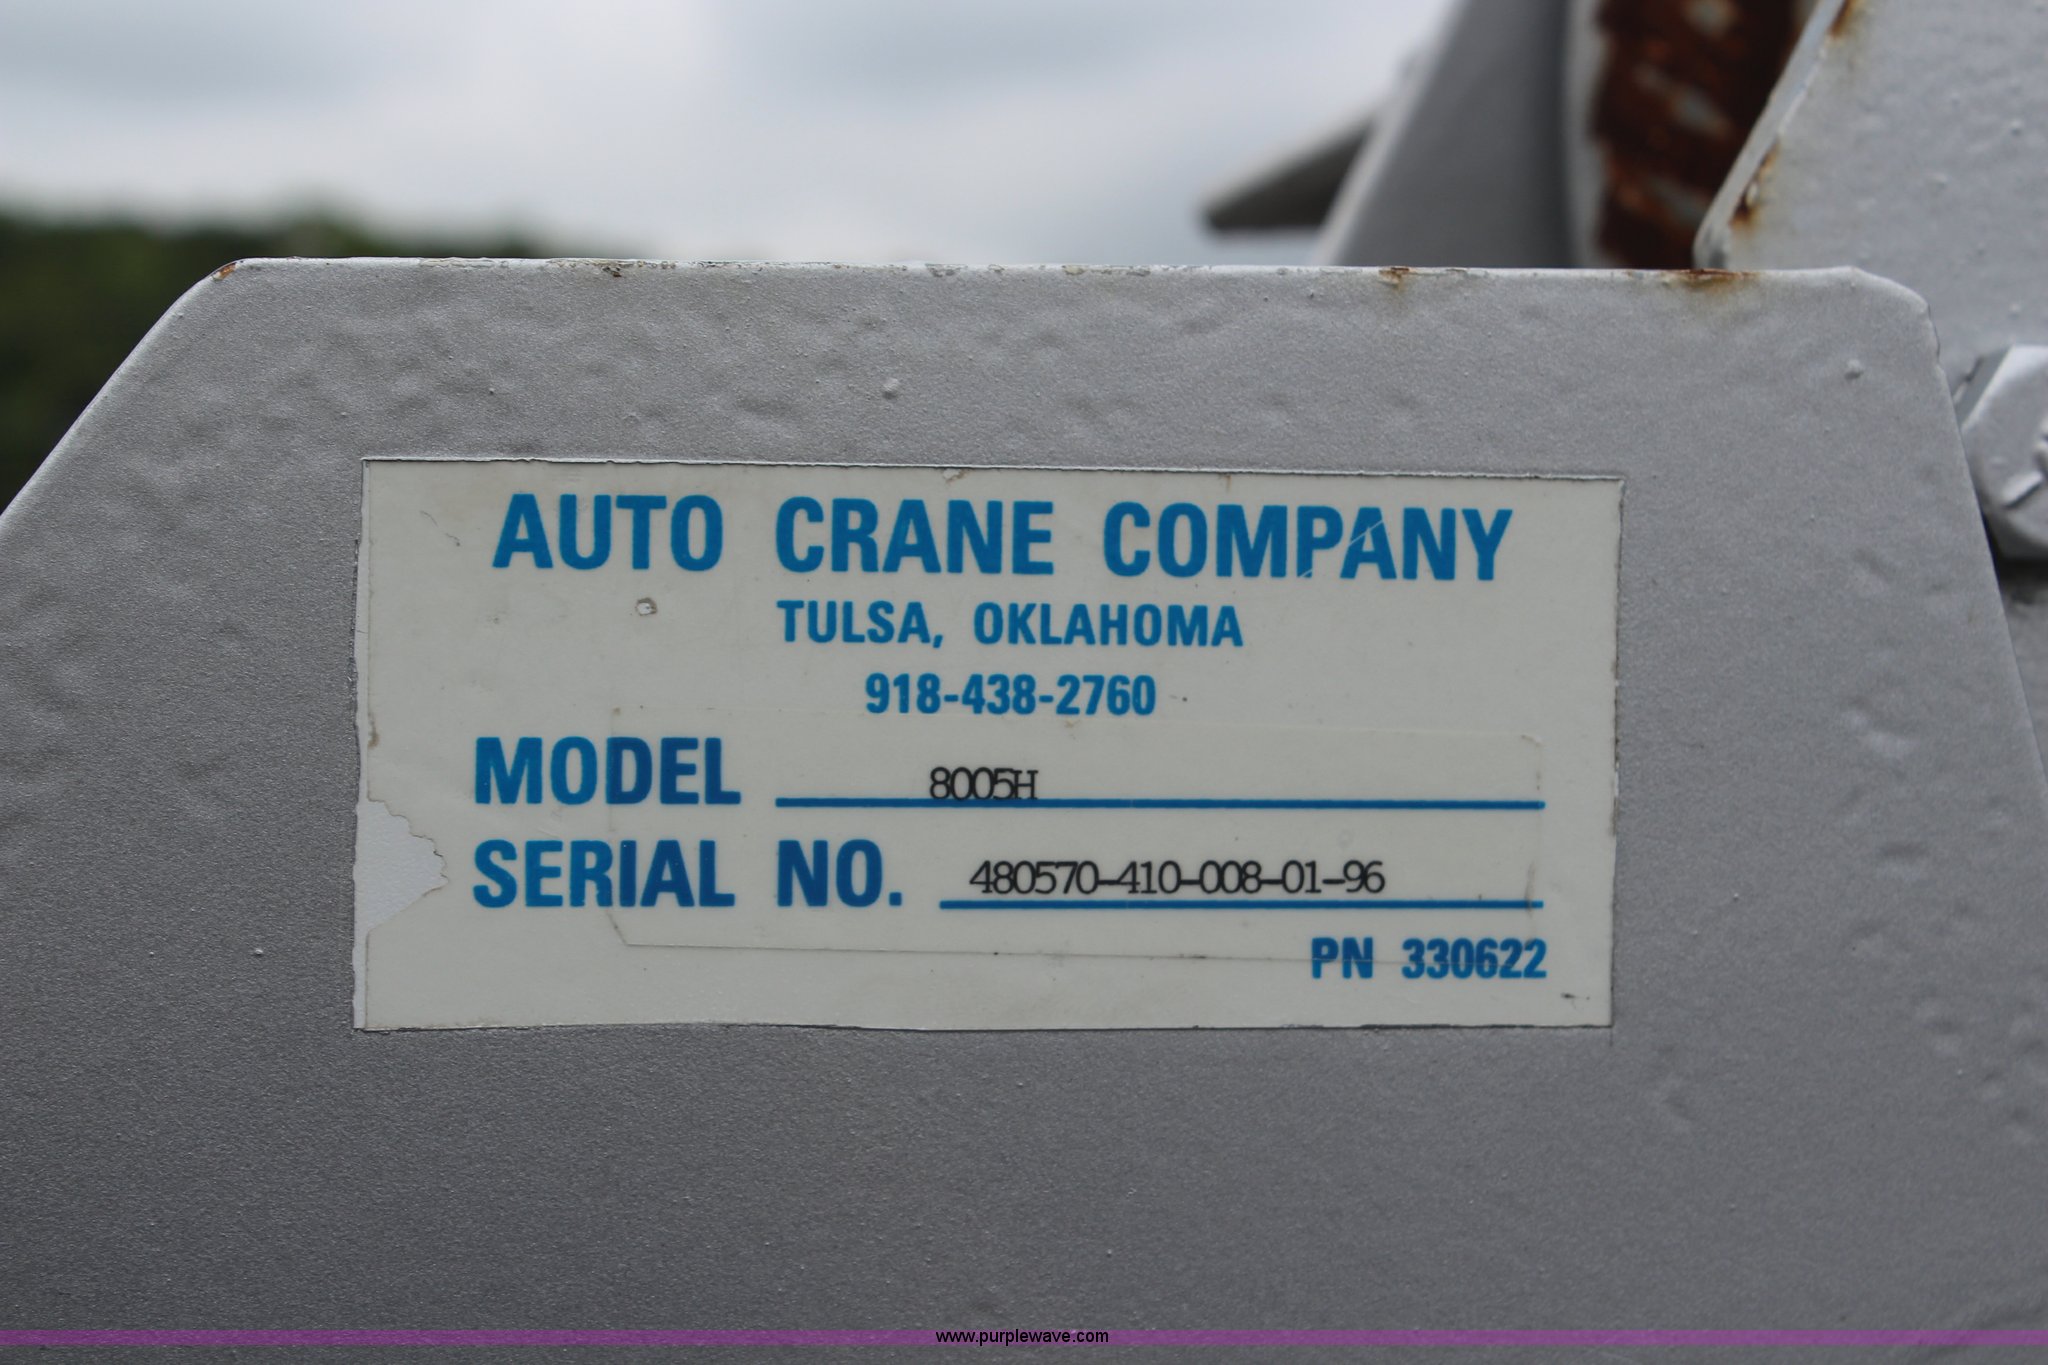 AUTO CRANE COMPANY
TULSA, OKLAHOMA
918-438-2760
MODEL 8005H
SERIAL NO. 480570-410-008-01-96
PN 330622
www.purplewave.com